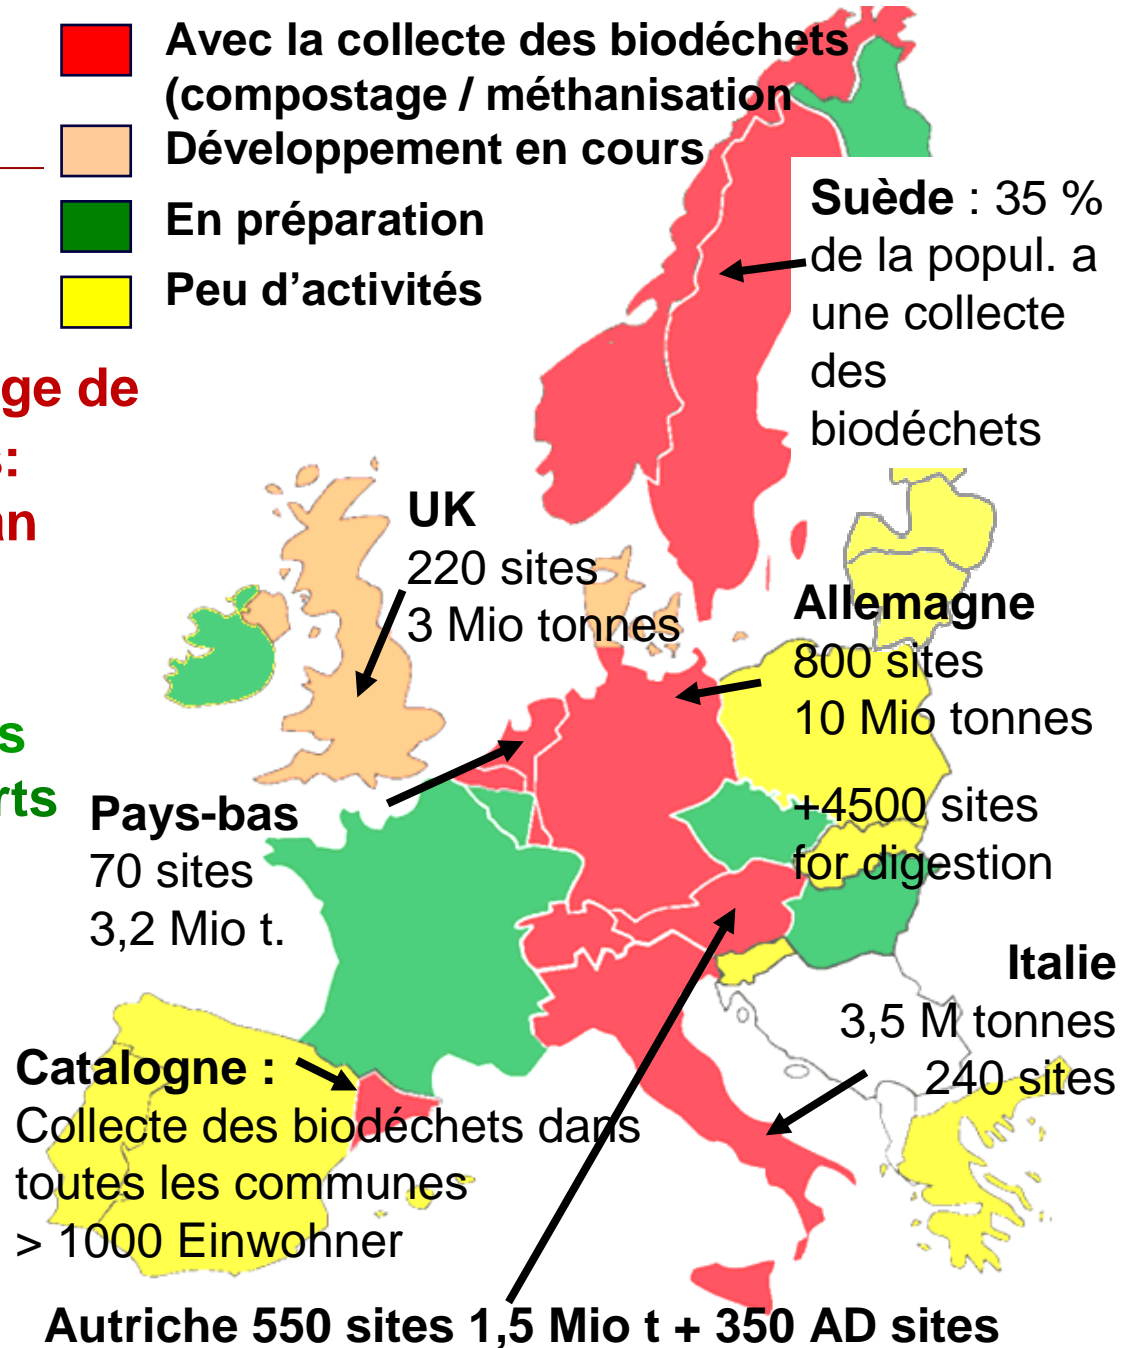 Avec la collecte des biodéchets
(compostage / méthanisation
Développement en cours
En préparation
Peu d’activités
Suède : 35 %
de la popul. a
une collecte
des
biodéchets
ge de
s:
an
UK
220 sites
3 Mio tonnes
Allemagne
800 sites
10 Mio tonnes
+4500 sites
for digestion
s
rts
Pays-bas
70 sites
3,2 Mio t.
Italie
3,5 M tonnes
240 sites
Catalogne :
Collecte des biodéchets dans
toutes les communes
> 1000 Einwohner
Autriche 550 sites 1,5 Mio t + 350 AD sites